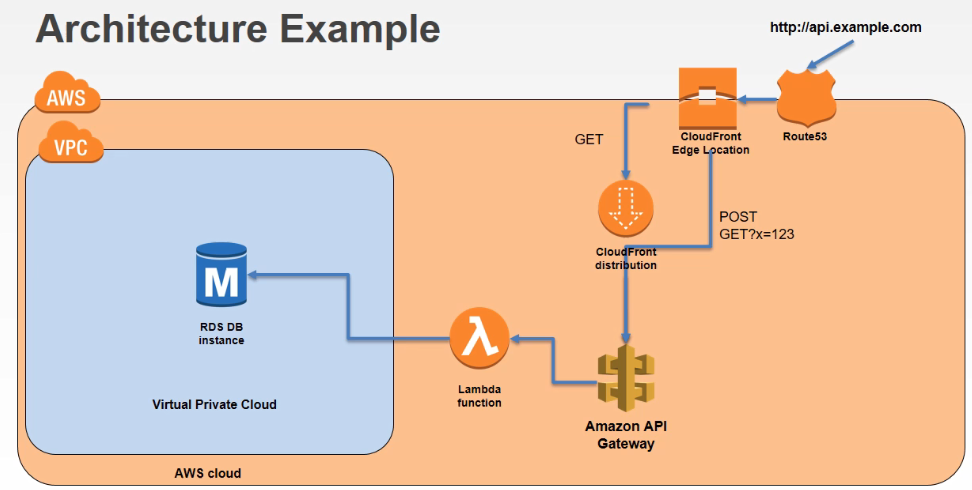 Architecture Example
http://api.example.com
AWS
VPC
GET
CloudFront
Edge Location
Route53
POST
GET?x=123
CloudFront
distribution
M
RDS DB
instance
λ
Lambda
function
Virtual Private Cloud
Amazon API
Gateway
AWS cloud